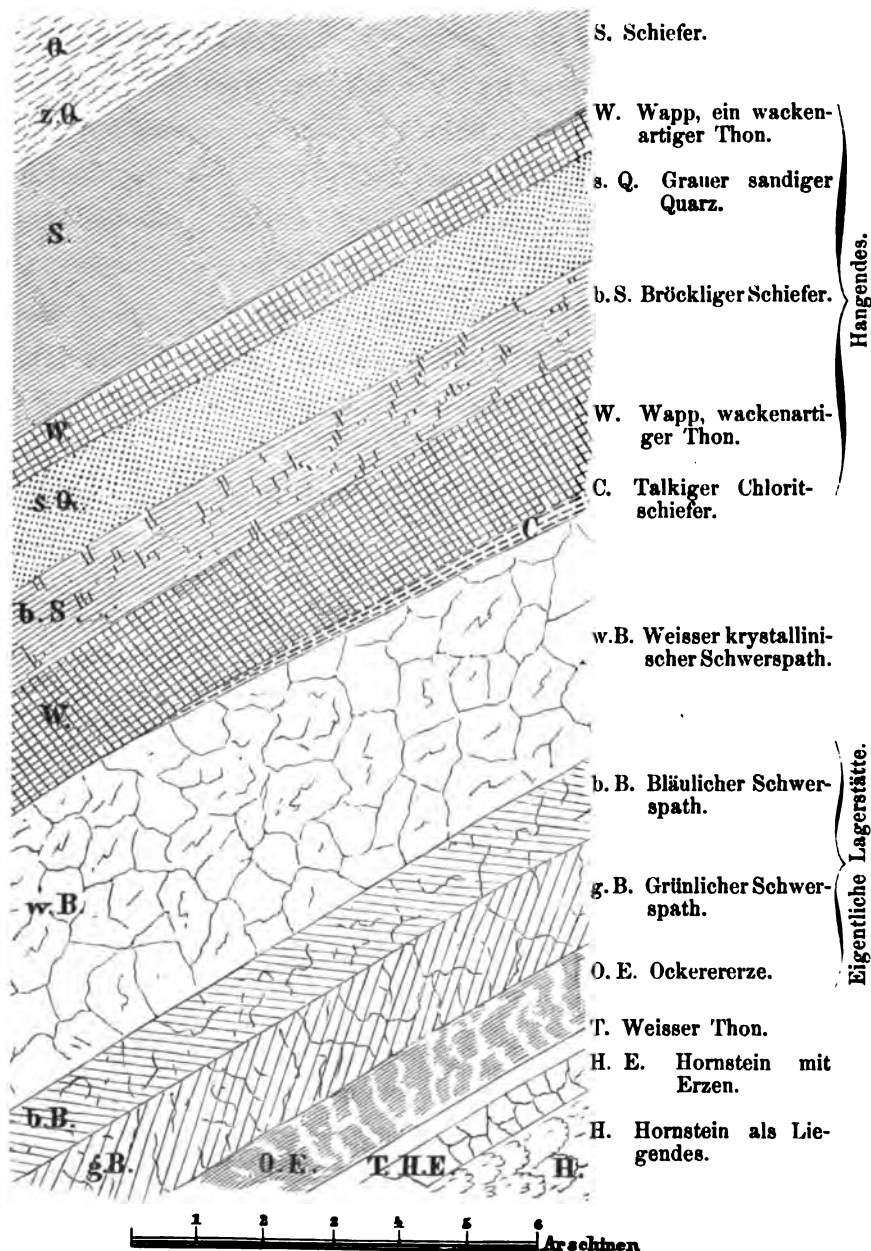 Q.
z. Q.
S.
W.
s. Q.
b. S
W.
C
w. B.
b. B.
g. B.
O. E.
T. H. E.
H.
S. Schiefer.
W. Wapp, ein wacken-
artiger Thon.
s. Q. Grauer sandiger
Quarz.
b. S. Bröckliger Schiefer.
W. Wapp, wackenarti-
ger Thon.
C. Talkiger Chlorit-
schiefer.
Hangendes.
w. B. Weisser krystallini-
scher Schwerspath.
b. B. Bläulicher Schwer-
spath.
g. B. Grünlicher Schwer-
spath.
O. E. Ockerererze.
Eigentliche Lagerstätte.
T. Weisser Thon.
H. E. Hornstein mit
Erzen.
H. Hornstein als Lie-
gendes.
1 2 3 4 5 6
Arschinen